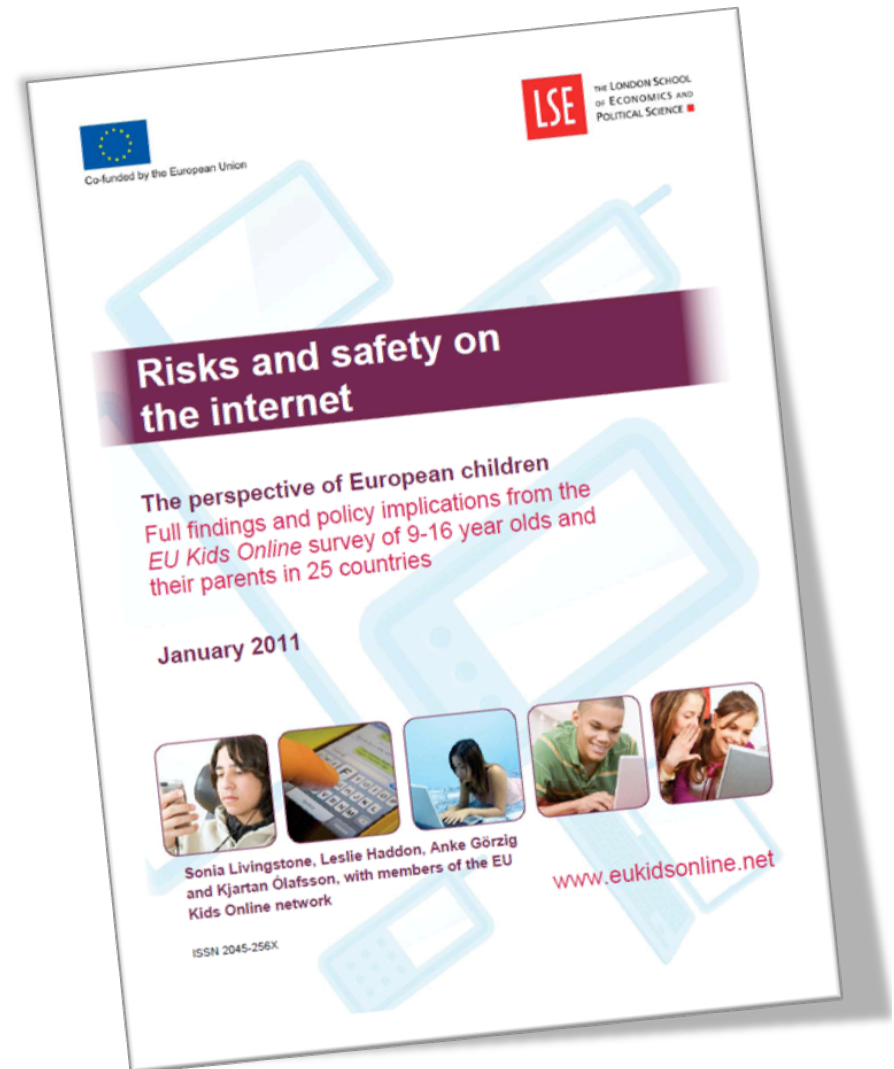 Co-funded by the European Union
LSE
THE LONDON SCHOOL
OF ECONOMICS AND
POLITICAL SCIENCE
Risks and safety on
the internet
The perspective of European children
Full findings and policy implications from the
EU Kids Online survey of 9-16 year olds and
their parents in 25 countries
January 2011
Sonia Livingstone, Leslie Haddon, Anke Görzig
and Kjartan Ólafsson, with members of the EU
Kids Online network
www.eukidsonline.net
ISSN 2045-256X